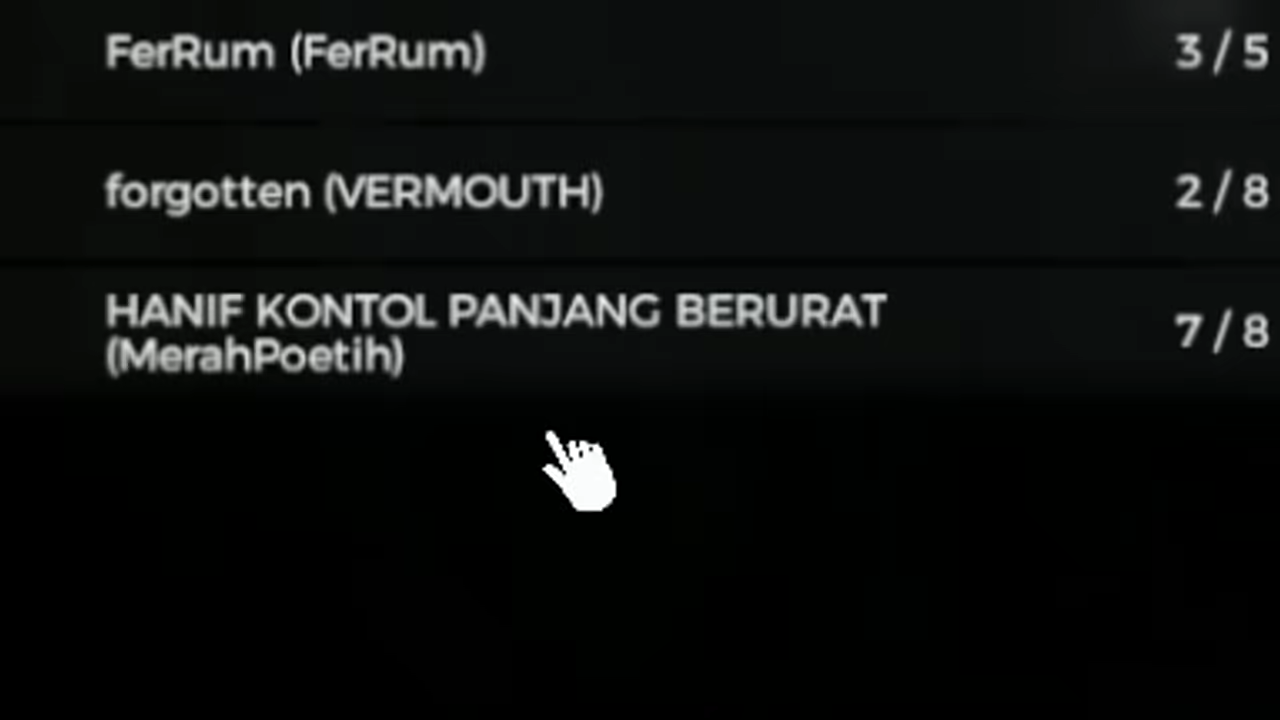 FerRum (FerRum)
3 / 5
forgotten (VERMOUTH)
2 / 8
HANIF KONTOL PANJANG BERURAT
(MerahPoetih)
7 / 8